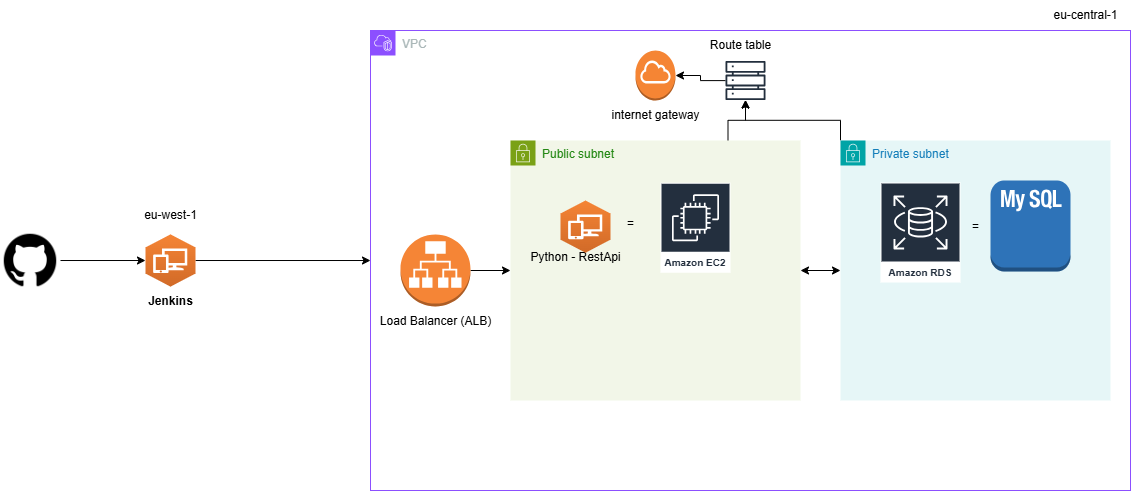 eu-central-1
VPC
Route table
internet gateway
Public subnet
Private subnet
eu-west-1
Jenkins
Load Balancer (ALB)
Python - RestApi
=
Amazon EC2
Amazon RDS
=
My SQL